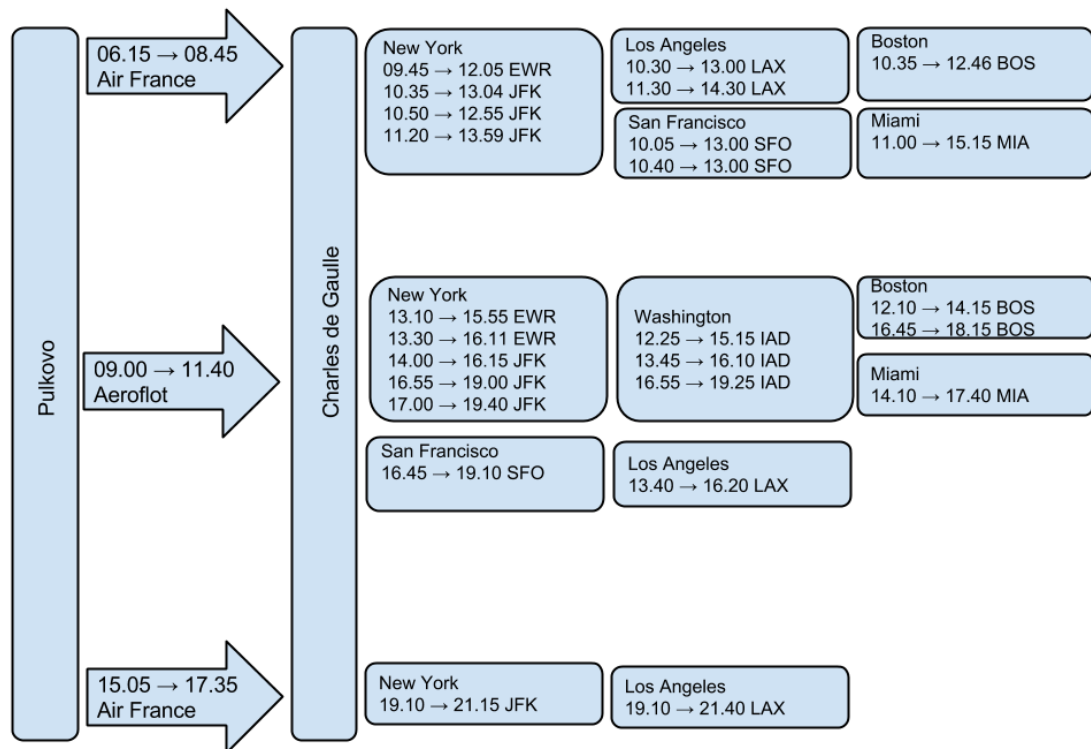 Pulkovo
06.15 → 08.45
Air France
Charles de Gaulle
New York
09.45 → 12.05 EWR
10.35 → 13.04 JFK
10.50 → 12.55 JFK
11.20 → 13.59 JFK
Los Angeles
10.30 → 13.00 LAX
11.30 → 14.30 LAX
Boston
10.35 → 12.46 BOS
San Francisco
10.05 → 13.00 SFO
10.40 → 13.00 SFO
Miami
11.00 → 15.15 MIA
09.00 → 11.40
Aeroflot
New York
13.10 → 15.55 EWR
13.30 → 16.11 EWR
14.00 → 16.15 JFK
16.55 → 19.00 JFK
17.00 → 19.40 JFK
Washington
12.25 → 15.15 IAD
13.45 → 16.10 IAD
16.55 → 19.25 IAD
Boston
12.10 → 14.15 BOS
16.45 → 18.15 BOS
Miami
14.10 → 17.40 MIA
San Francisco
16.45 → 19.10 SFO
Los Angeles
13.40 → 16.20 LAX
15.05 → 17.35
Air France
New York
19.10 → 21.15 JFK
Los Angeles
19.10 → 21.40 LAX